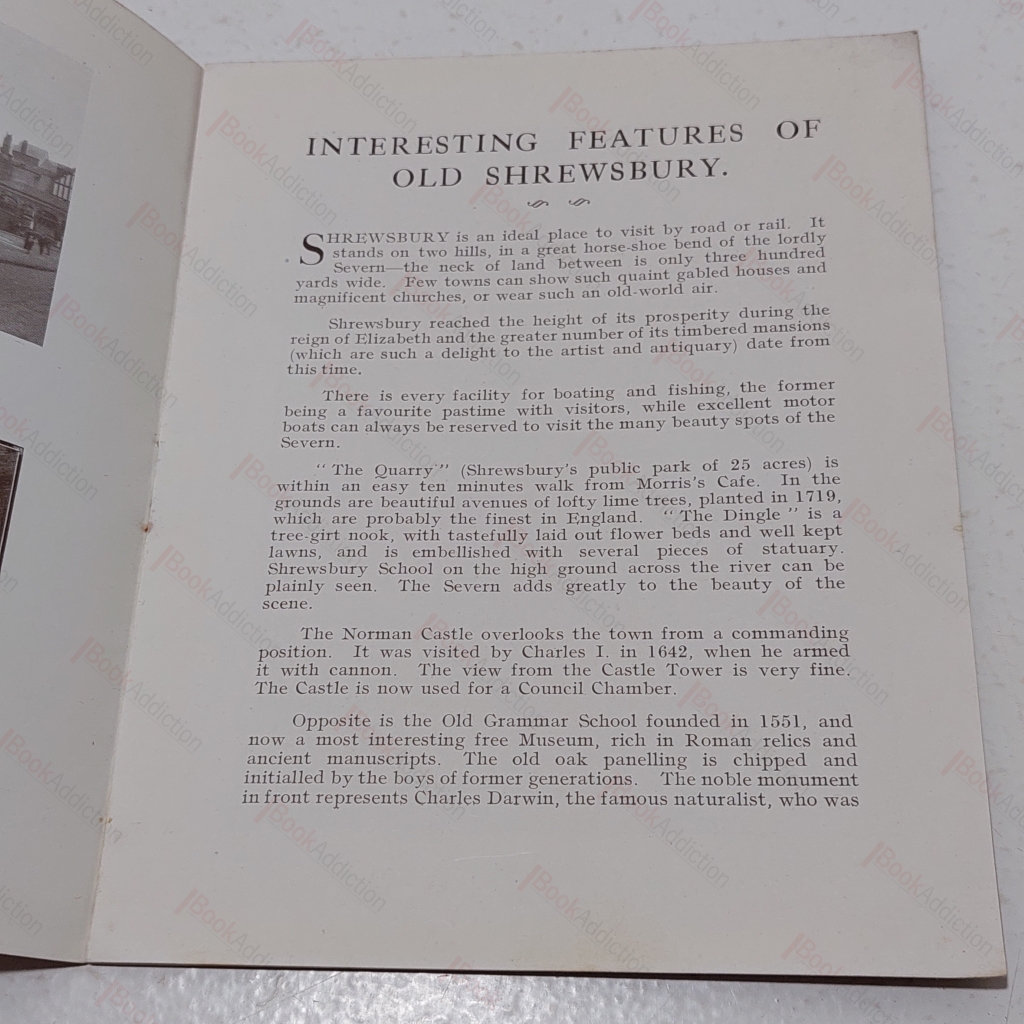 INTERESTING FEATURES OF
OLD SHREWSBURY.
SHREWSBURY is an ideal place to visit by road or rail. It
stands on two hills, in a great horse-shoe bend of the lordly
Severn—the neck of land between is only three hundred
yards wide. Few towns can show such quaint gabled houses and
magnificent churches, or wear such an old-world air.
Shrewsbury reached the height of its prosperity during the
reign of Elizabeth and the greater number of its timbered mansions
(which are such a delight to the artist and antiquary) date from
this time.
There is every facility for boating and fishing, the former
being a favourite pastime with visitors, while excellent motor
boats can always be reserved to visit the many beauty spots of the
Severn.
"The Quarry" (Shrewsbury's public park of 25 acres) is
within an easy ten minutes walk from Morris's Cafe. In the
grounds are beautiful avenues of lofty lime trees, planted in 1719,
which are probably the finest in England. "The Dingle" is a
tree-girt nook, with tastefully laid out flower beds and well kept
lawns, and is embellished with several pieces of statuary.
Shrewsbury School on the high ground across the river can be
plainly seen. The Severn adds greatly to the beauty of the
scene.
The Norman Castle overlooks the town from a commanding
position. It was visited by Charles I. in 1642, when he armed
it with cannon. The view from the Castle Tower is very fine.
The Castle is now used for a Council Chamber.
Opposite is the Old Grammar School founded in 1551, and
now a most interesting free Museum, rich in Roman relics and
ancient manuscripts. The old oak panelling is chipped and
initialled by the boys of former generations. The noble monument
in front represents Charles Darwin, the famous naturalist, who was
BookAddiction